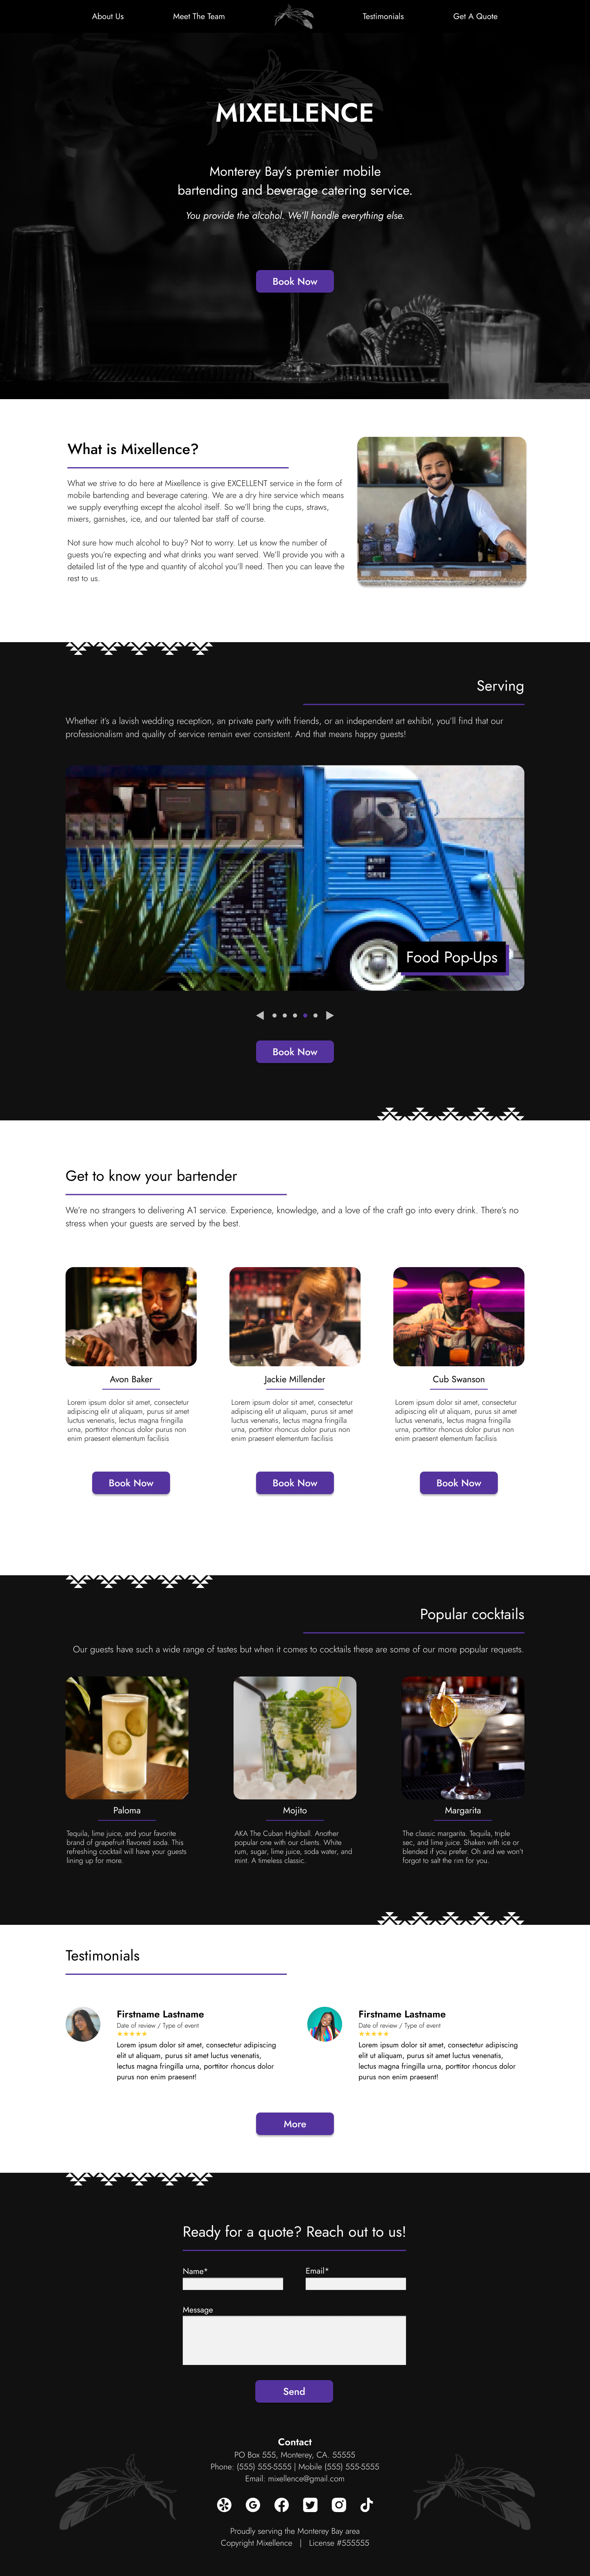 About Us
Meet The Team
Testimonials
Get A Quote
MIXELLENCE
Monterey Bay's premier mobile
bartending and beverage catering service.
You provide the alcohol. We'll handle everything else.
Book Now
What is Mixellence?
What we strive to do here at Mixellence is give EXCELLENT service in the form of
mobile bartending and beverage catering. We are a dry hire service which means
we supply everything except the alcohol itself. So we'll bring the cups, straws,
mixers, garnishes, ice, and our talented bar staff of course.
Not sure how much alcohol to buy? Not to worry. Let us know the number of
guests you're expecting and what drinks you want served. We'll provide you with a
detailed list of the type and quantity of alcohol you'll need. Then you can leave the
rest to us.
Serving
Whether it's a lavish wedding reception, an private party with friends, or an independent art exhibit, you'll find that our
professionalism and quality of service remain ever consistent. And that means happy guests!
Food Pop-Ups
Book Now
Get to know your bartender
We're no strangers to delivering A1 service. Experience, knowledge, and a love of the craft go into every drink. There's no
stress when your guests are served by the best.
Avon Baker
Lorem ipsum dolor sit amet, consectetur
adipiscing elit ut aliquam, purus sit amet
luctus venenatis, lectus magna fringilla
urna, porttitor rhoncus dolor purus non
enim praesent elementum facilisis
Book Now
Jackie Millender
Lorem ipsum dolor sit amet, consectetur
adipiscing elit ut aliquam, purus sit amet
luctus venenatis, lectus magna fringilla
urna, porttitor rhoncus dolor purus non
enim praesent elementum facilisis
Book Now
Cub Swanson
Lorem ipsum dolor sit amet, consectetur
adipiscing elit ut aliquam, purus sit amet
luctus venenatis, lectus magna fringilla
urna, porttitor rhoncus dolor purus non
enim praesent elementum facilisis
Book Now
Popular cocktails
Our guests have such a wide range of tastes but when it comes to cocktails these are some of our more popular requests.
Paloma
Tequila, lime juice, and your favorite
brand of grapefruit flavored soda. This
refreshing cocktail will have your guests
lining up for more.
Mojito
AKA The Cuban Highball. Another
popular one with our clients. White
rum, sugar, lime juice, soda water, and
mint. A timeless classic.
Margarita
The classic margarita. Tequila, triple
sec, and lime juice. Shaken with ice or
blended if you prefer. Oh and we won't
forgot to salt the rim for you.
Testimonials
Firstname Lastname
Date of review / Type of event
Lorem ipsum dolor sit amet, consectetur adipiscing
elit ut aliquam, purus sit amet luctus venenatis,
lectus magna fringilla urna, porttitor rhoncus dolor
purus non enim praesent!
Firstname Lastname
Date of review / Type of event
Lorem ipsum dolor sit amet, consectetur adipiscing
elit ut aliquam, purus sit amet luctus venenatis,
lectus magna fringilla urna, porttitor rhoncus dolor
purus non enim praesent!
More
Ready for a quote? Reach out to us!
Name*
Email*
Message
Send
Contact
PO Box 555, Monterey, CA. 55555
Phone: (555) 555-5555 | Mobile (555) 555-5555
Email: mixellence@gmail.com
Proudly serving the Monterey Bay area
Copyright Mixellence | License #555555